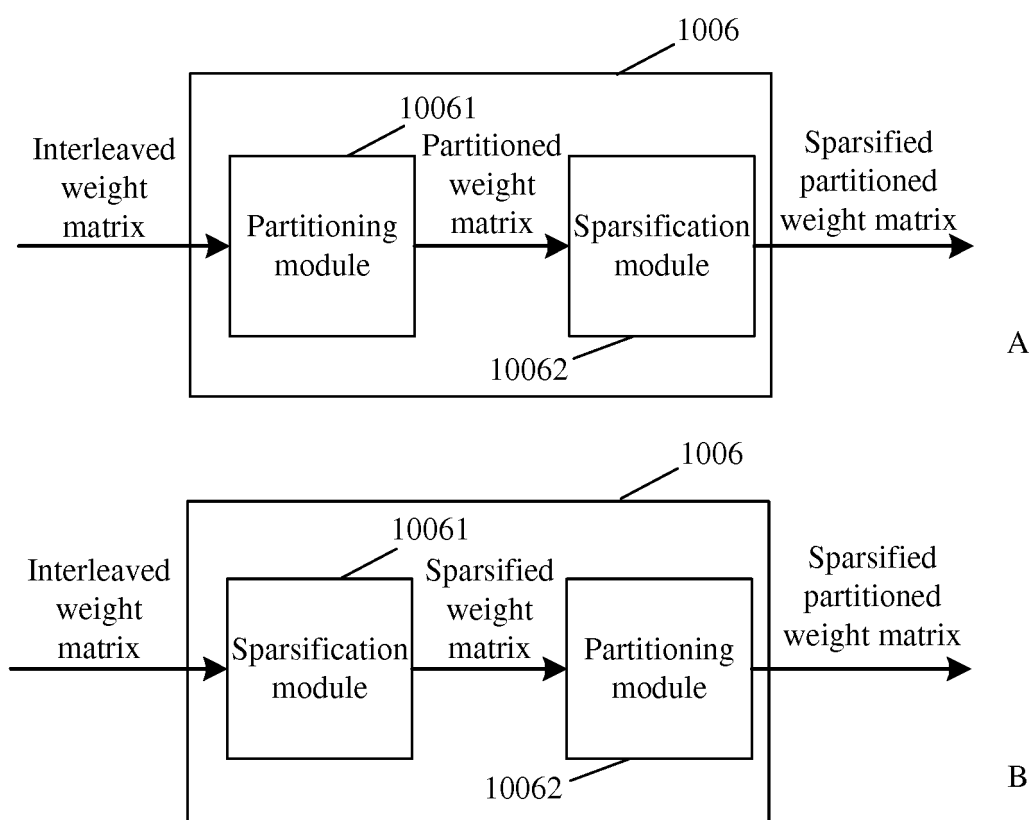 1006
10061
Interleaved
weight
matrix
Partitioning
module
Partitioned
weight
matrix
Sparsification
module
10062
Sparsified
partitioned
weight matrix
A
1006
10061
Interleaved
weight
matrix
Sparsification
module
Sparsified
weight
matrix
Partitioning
module
10062
Sparsified
partitioned
weight matrix
B